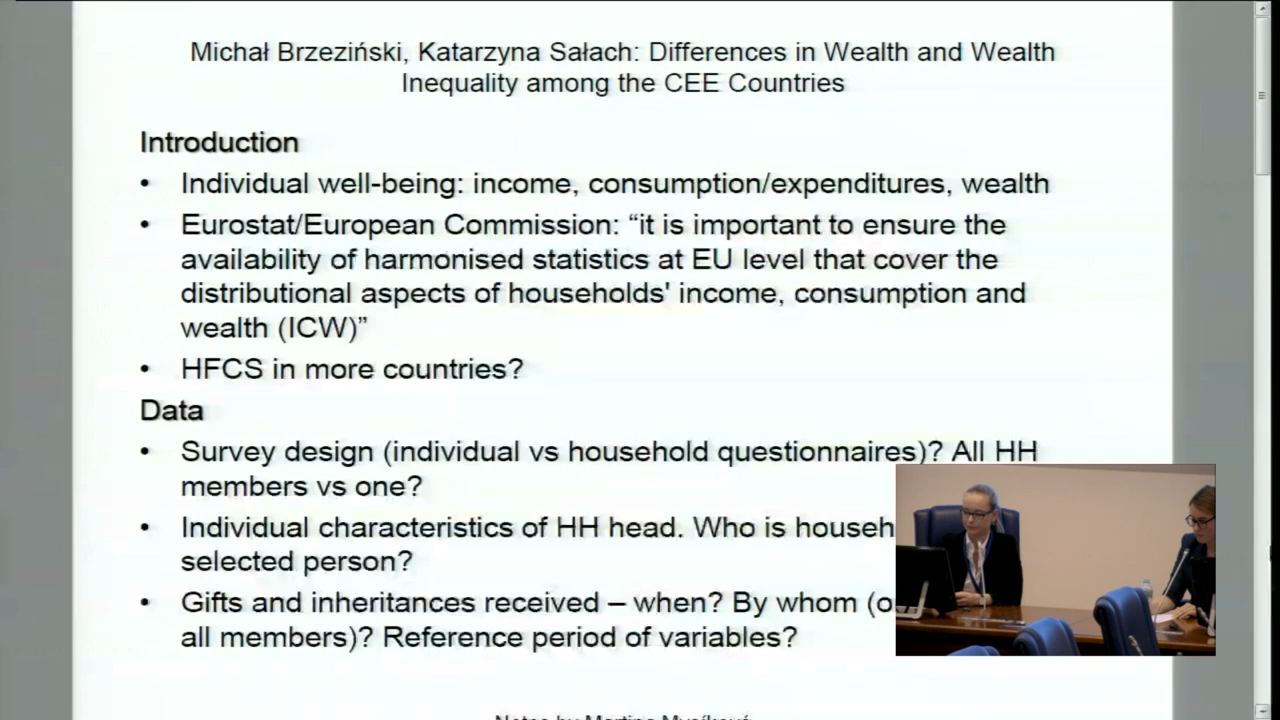 Michał Brzeziński, Katarzyna Sałach: Differences in Wealth and Wealth
Inequality among the CEE Countries
Introduction
• Individual well-being: income, consumption/expenditures, wealth
• Eurostat/European Commission: “it is important to ensure the
availability of harmonised statistics at EU level that cover the
distributional aspects of households' income, consumption and
wealth (ICW)”
• HFCS in more countries?
Data
• Survey design (individual vs household questionnaires)? All HH
members vs one?
• Individual characteristics of HH head. Who is househ
selected person?
• Gifts and inheritances received – when? By whom (o
all members)? Reference period of variables?